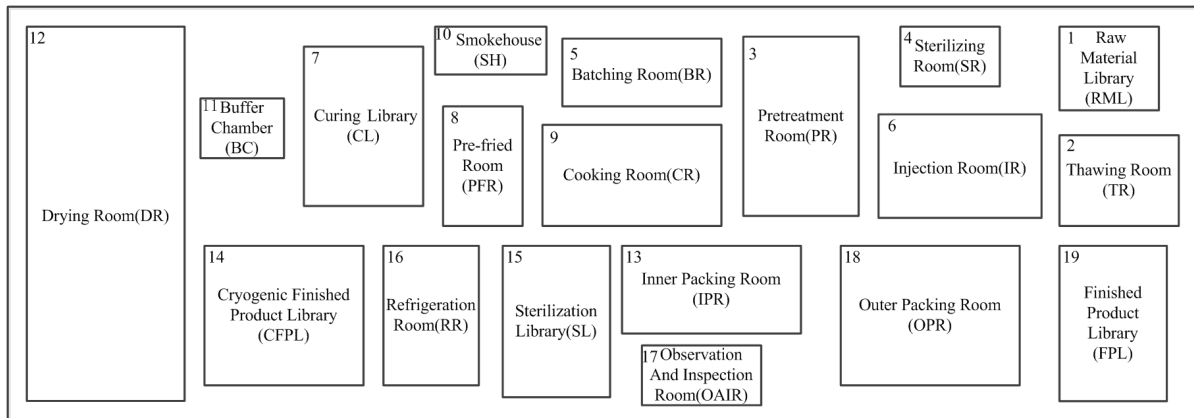 12
Drying Room(DR)
11
Buffer
Chamber
(BC)
7
Curing Library
(CL)
10
Smokehouse
(SH)
8
Pre-fried
Room
(PFR)
5
Batching Room(BR)
9
Cooking Room(CR)
3
Pretreatment
Room(PR)
4
Sterilizing
Room(SR)
6
Injection Room(IR)
1
Raw
Material
Library
(RML)
2
Thawing Room
(TR)
14
Cryogenic Finished
Product Library
(CFPL)
16
Refrigeration
Room(RR)
15
Sterilization
Library(SL)
13
Inner Packing Room
(IPR)
17
Observation
And Inspection
Room(OAIR)
18
Outer Packing Room
(OPR)
19
Finished
Product
Library
(FPL)